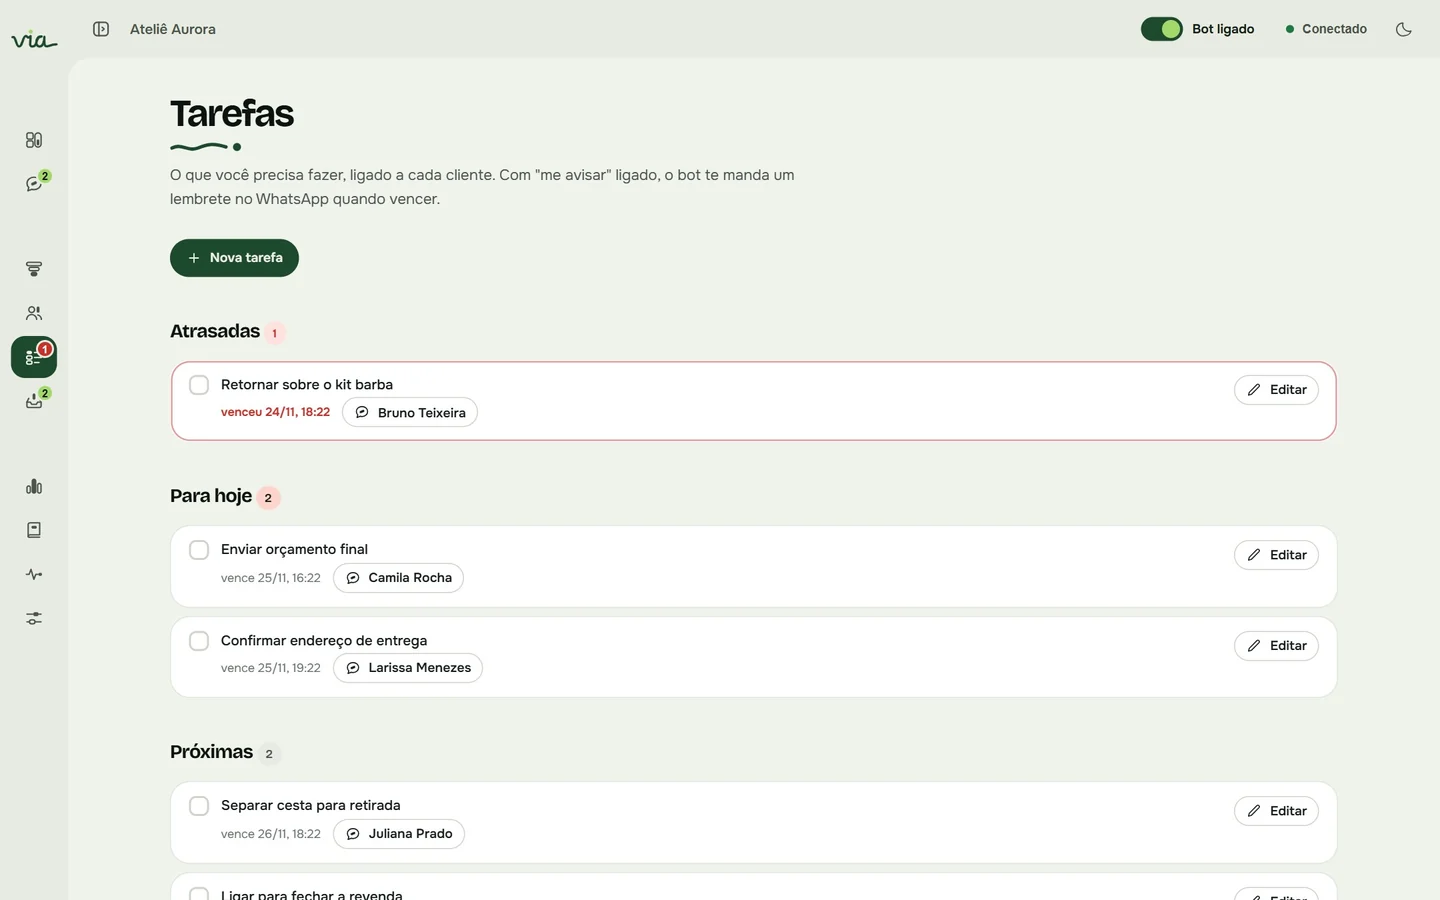 via
Ateliê Aurora
Bot ligado
Conectado
2
1
2
Tarefas
O que você precisa fazer, ligado a cada cliente. Com "me avisar" ligado, o bot te manda um
lembrete no WhatsApp quando vencer.
+ Nova tarefa
Atrasadas 1
Retornar sobre o kit barba
Editar
venceu 24/11, 18:22 Bruno Teixeira
Para hoje 2
Enviar orçamento final
Editar
vence 25/11, 16:22 Camila Rocha
Confirmar endereço de entrega
Editar
vence 25/11, 19:22 Larissa Menezes
Próximas 2
Separar cesta para retirada
Editar
vence 26/11, 18:22 Juliana Prado
Ligar para fechar a revenda
Editar